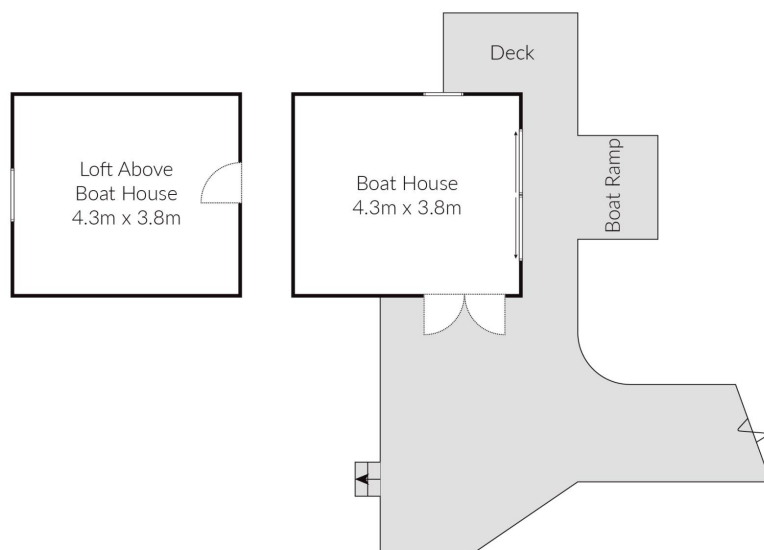 Deck
Loft Above
Boat House
4.3m x 3.8m
Boat House
4.3m x 3.8m
Boat Ramp